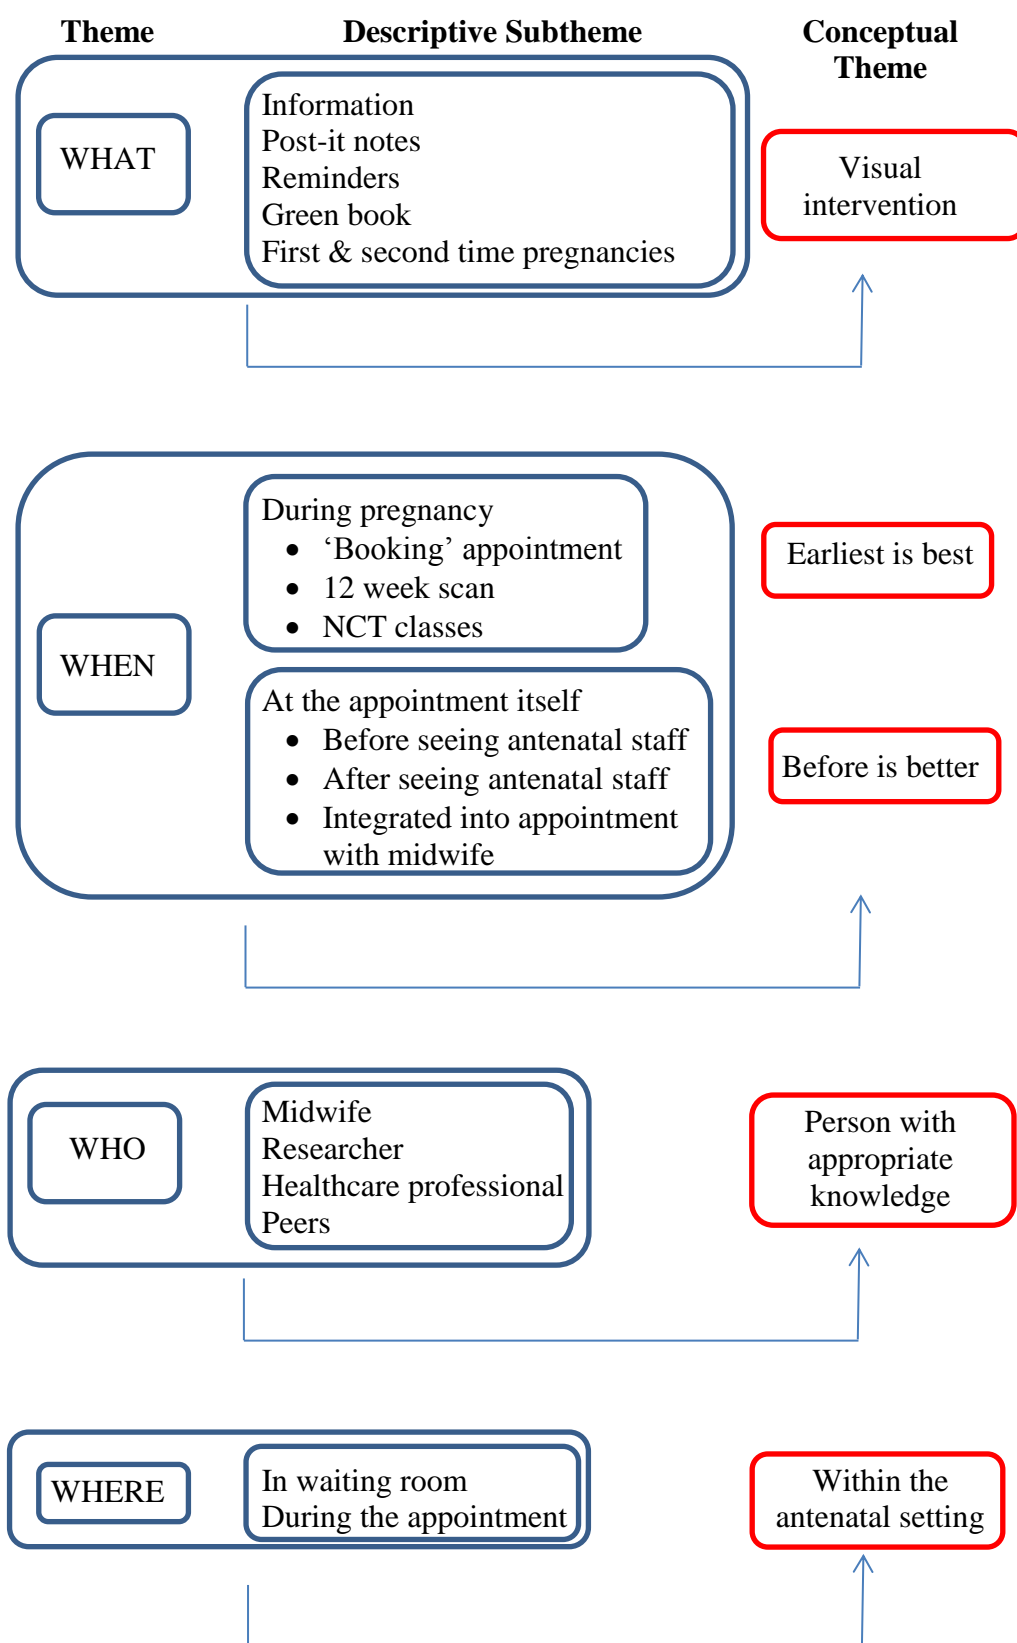 Theme
Descriptive Subtheme
Conceptual
Theme
WHAT
Information
Post-it notes
Reminders
Green book
First & second time pregnancies
Visual
intervention
WHEN
During pregnancy
• ‘Booking’ appointment
• 12 week scan
• NCT classes
Earliest is best
At the appointment itself
• Before seeing antenatal staff
• After seeing antenatal staff
• Integrated into appointment
with midwife
Before is better
WHO
Midwife
Researcher
Healthcare professional
Peers
Person with
appropriate
knowledge
WHERE
In waiting room
During the appointment
Within the
antenatal setting